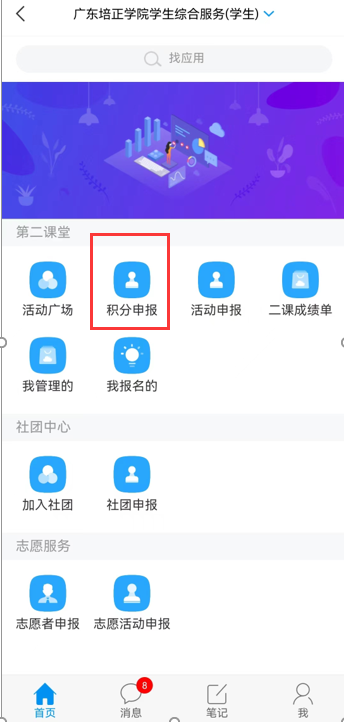 广东培正学院学生综合服务(学生)
找应用
第二课堂
活动广场 积分申报 活动申报 二课成绩单
我管理的 我报名的
社团中心
加入社团 社团申报
志愿服务
志愿者申报 志愿活动申报
8
首页 消息 笔记 我